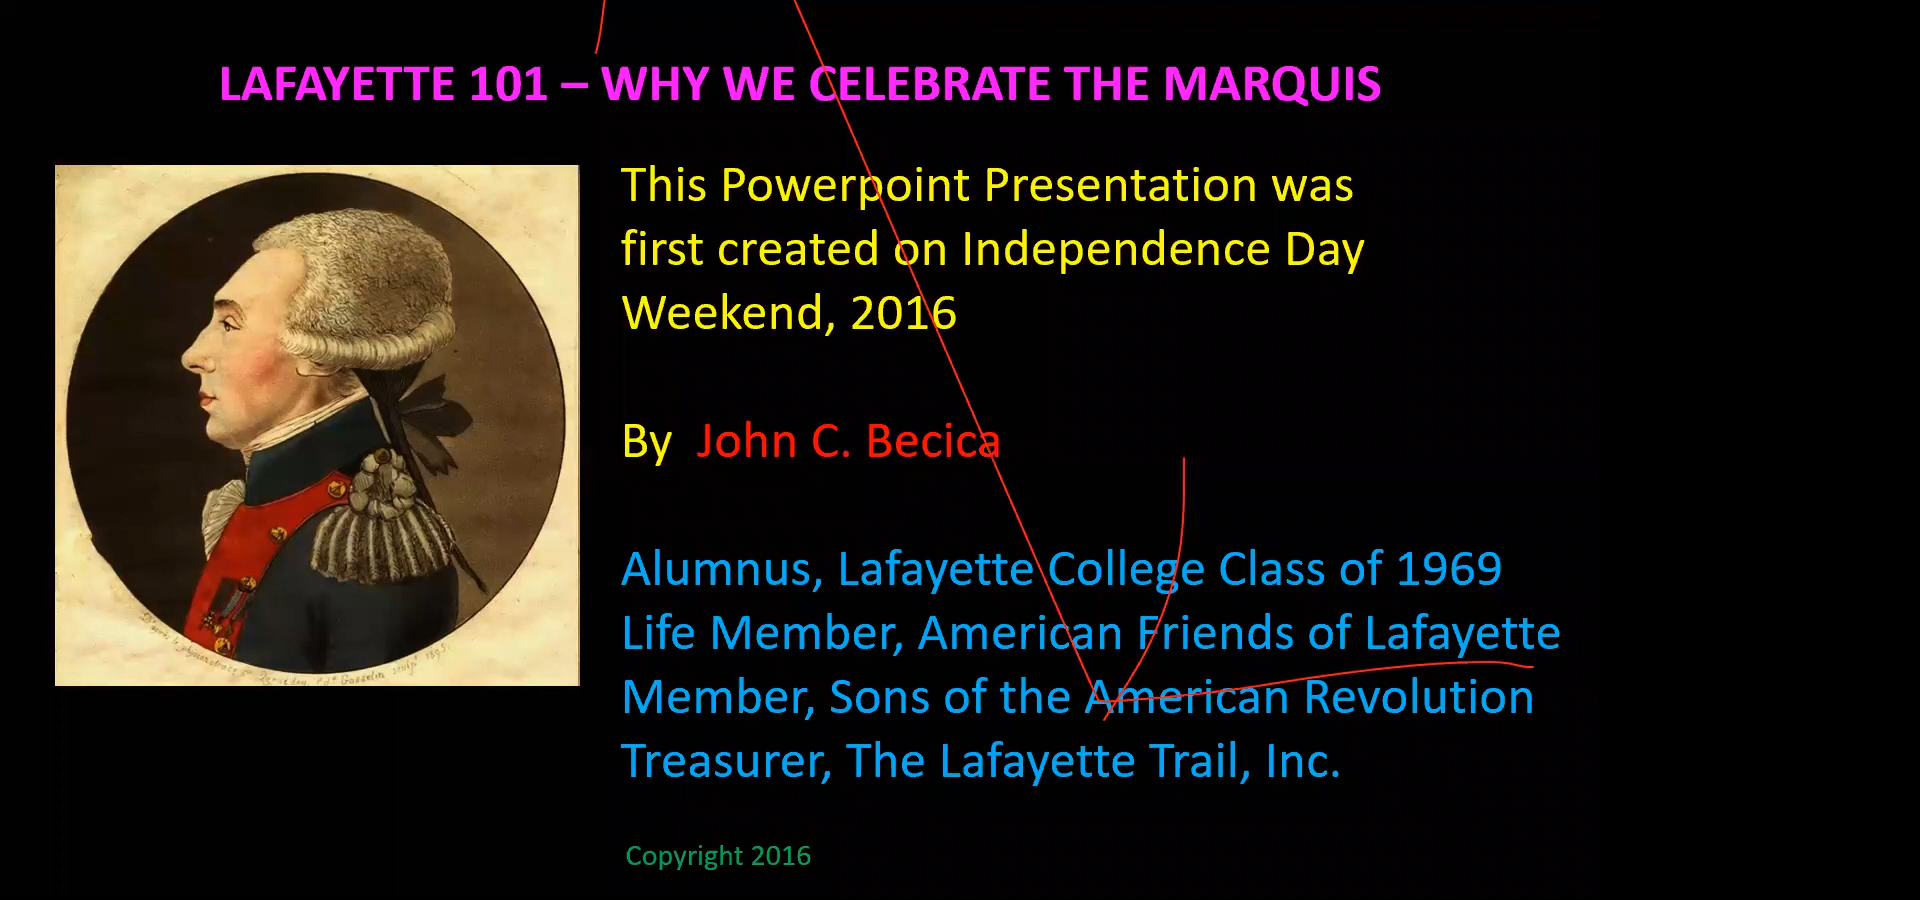 LAFAYETTE 101 – WHY WE CELEBRATE THE MARQUIS
This Powerpoint Presentation was
first created on Independence Day
Weekend, 2016
By John C. Becica
Alumnus, Lafayette College Class of 1969
Life Member, American Friends of Lafayette
Member, Sons of the American Revolution
Treasurer, The Lafayette Trail, Inc.
Copyright 2016